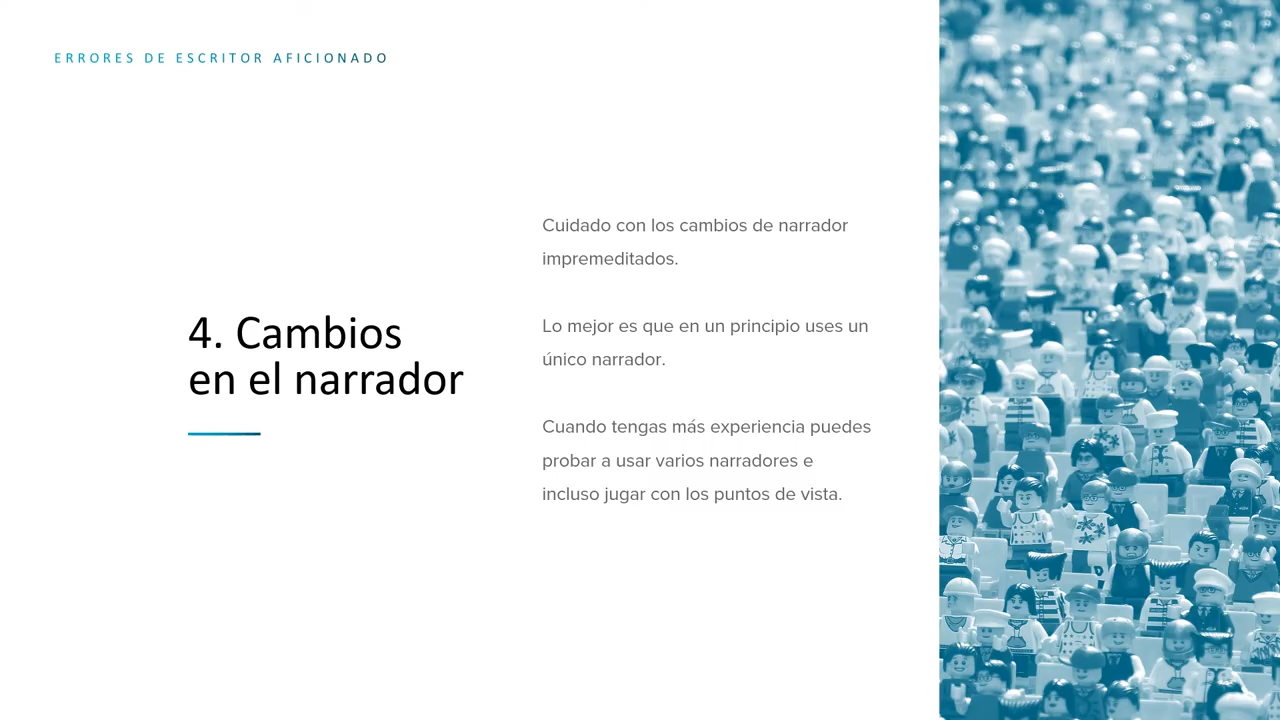 ERRORES DE ESCRITOR AFICIONADO
4. Cambios
en el narrador
Cuidado con los cambios de narrador
impremeditados.
Lo mejor es que en un principio uses un
único narrador.
Cuando tengas más experiencia puedes
probar a usar varios narradores e
incluso jugar con los puntos de vista.